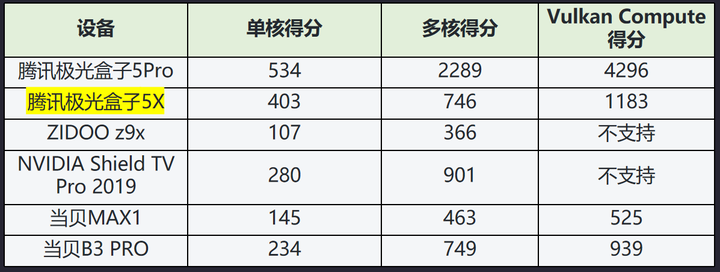 设备 单核得分 多核得分 Vulkan Compute
得分
腾讯极光盒子5Pro 534 2289 4296
腾讯极光盒子5X 403 746 1183
ZIDOO z9x 107 366 不支持
NVIDIA Shield TV
Pro 2019 280 901 不支持
当贝MAX1 145 463 525
当贝B3 PRO 234 749 939